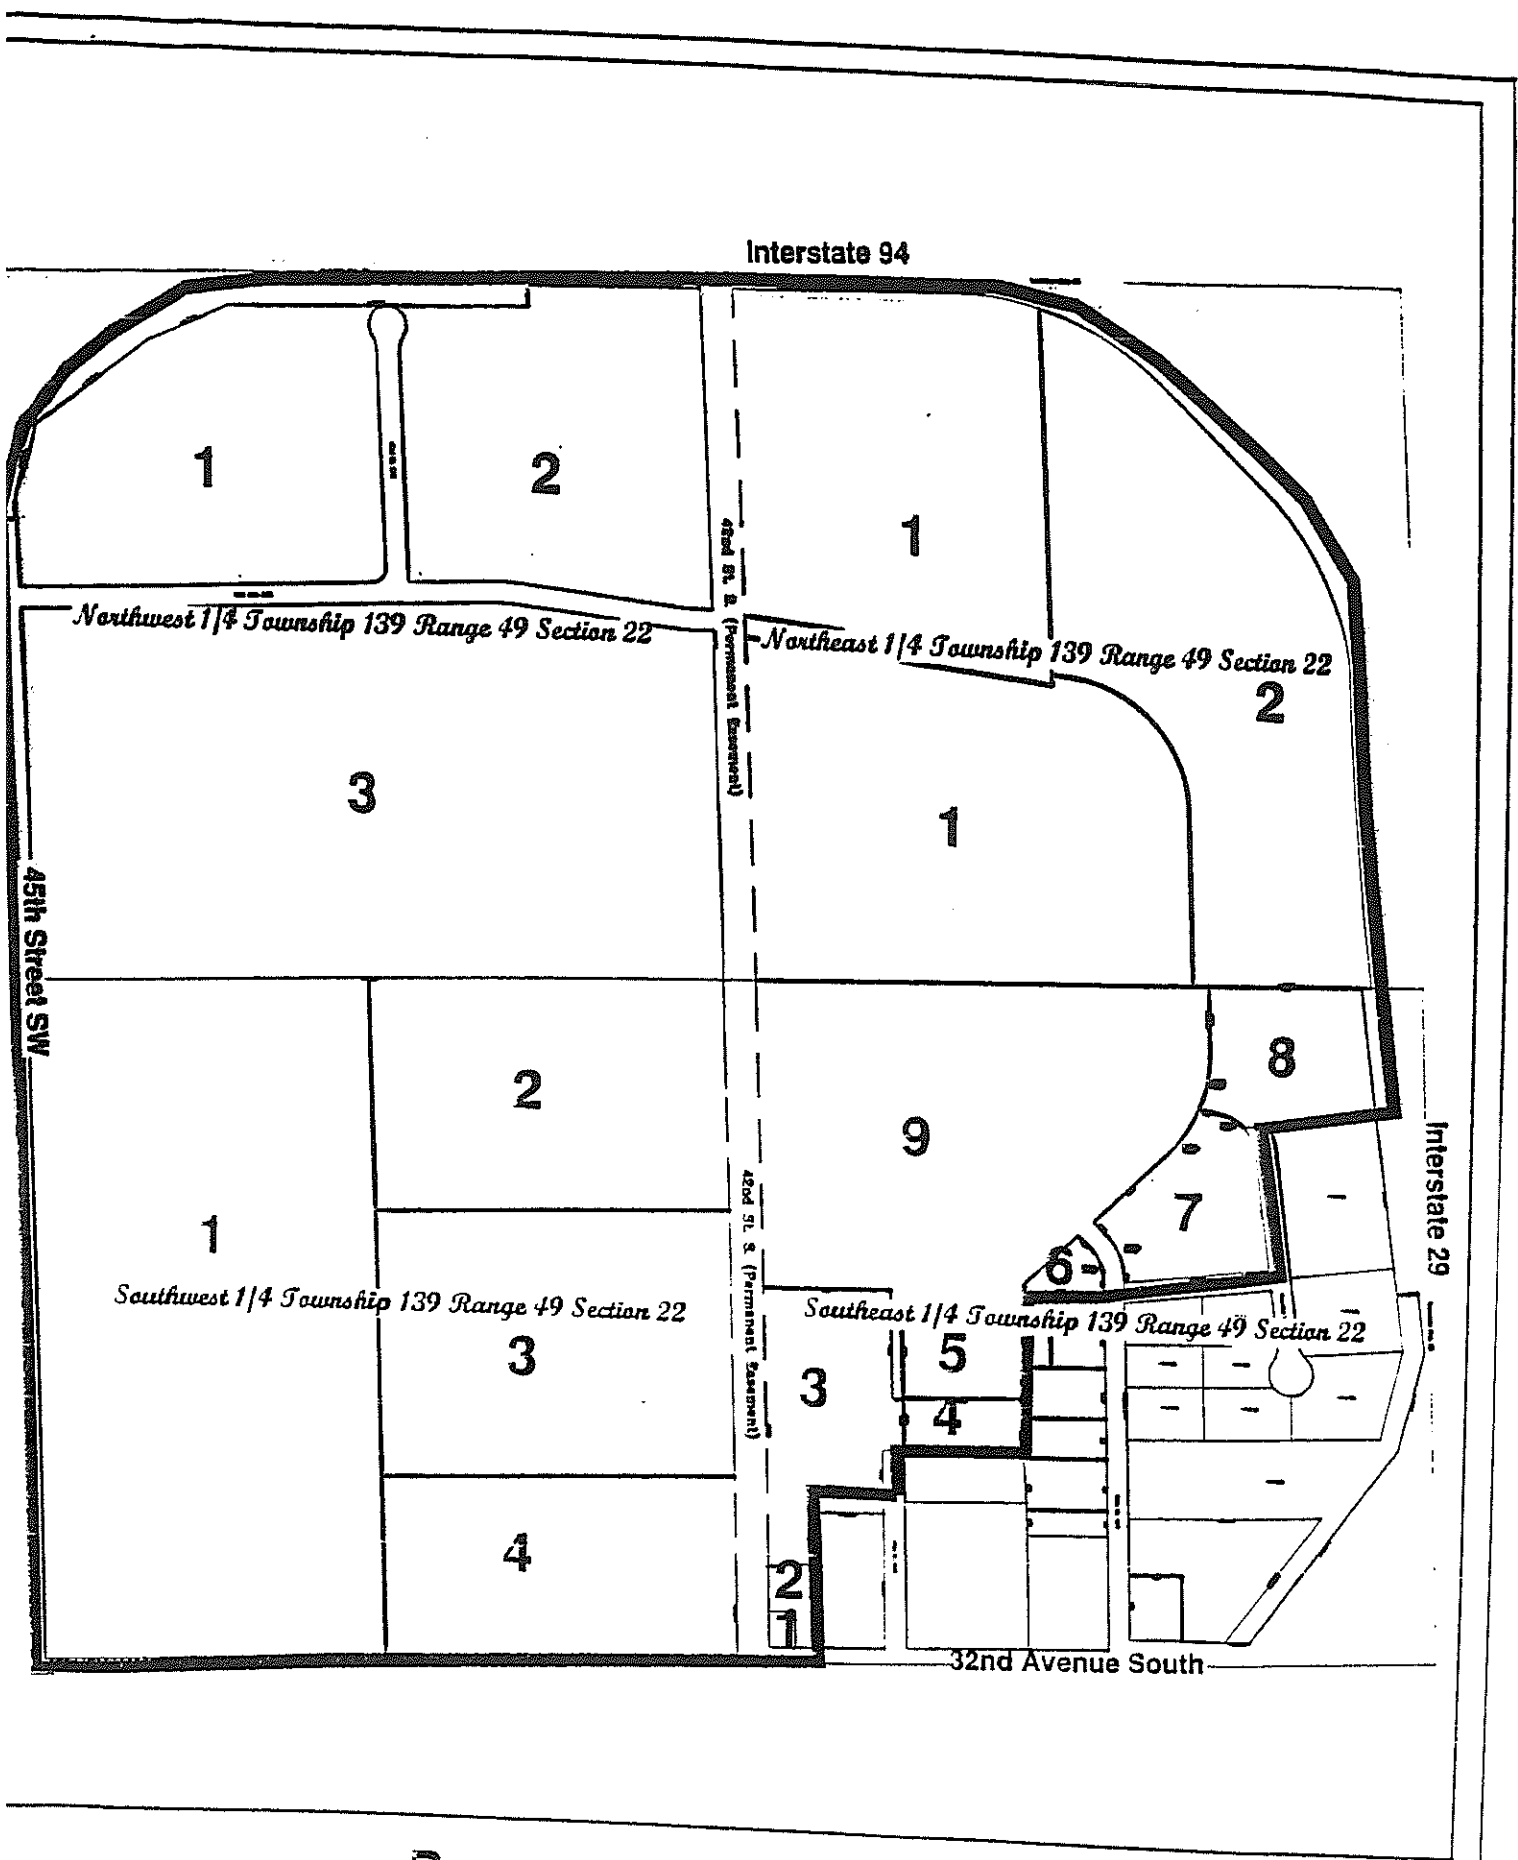 Interstate 94
1
2
1
42nd St. S. (Permanent Easement)
Northwest 1/4 Township 139 Range 49 Section 22
Northeast 1/4 Township 139 Range 49 Section 22
2
3
1
45th Street SW
2
8
9
Interstate 29
1
7
42nd St. S. (Permanent Easement)
6
Southwest 1/4 Township 139 Range 49 Section 22
Southeast 1/4 Township 139 Range 49 Section 22
3
5
3
4
4
2
1
32nd Avenue South